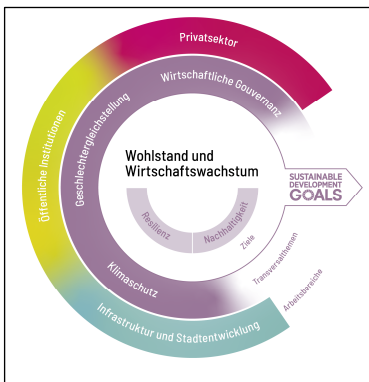 Privatsektor
Wirtschaftliche Gouvernanz
Geschlechtergleichstellung
Öffentliche Institutionen
Wohlstand und
Wirtschaftswachstum
SUSTAINABLE
DEVELOPMENT
GOALS
Resilienz
Nachhaltigkeit
Ziele
Transversalthemen
Arbeitsbereiche
Klimaschutz
Infrastruktur und Stadtentwicklung